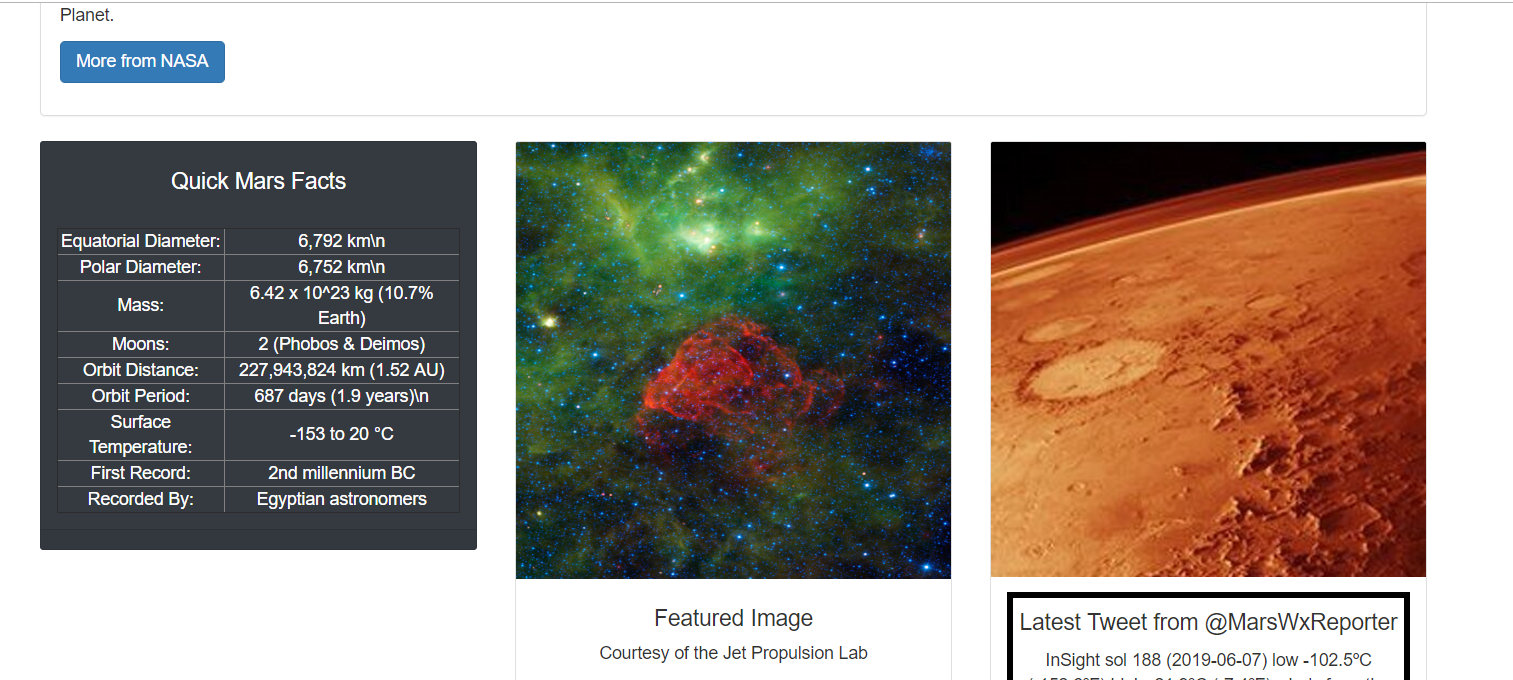 Planet.
More from NASA
Quick Mars Facts
Equatorial Diameter: 6,792 km\n
Polar Diameter: 6,752 km\n
Mass: 6.42 x 10^23 kg (10.7%
Earth)
Moons: 2 (Phobos & Deimos)
Orbit Distance: 227,943,824 km (1.52 AU)
Orbit Period: 687 days (1.9 years)\n
Surface
Temperature: -153 to 20 °C
First Record: 2nd millennium BC
Recorded By: Egyptian astronomers
Featured Image
Courtesy of the Jet Propulsion Lab
Latest Tweet from @MarsWxReporter
InSight sol 188 (2019-06-07) low -102.5ºC